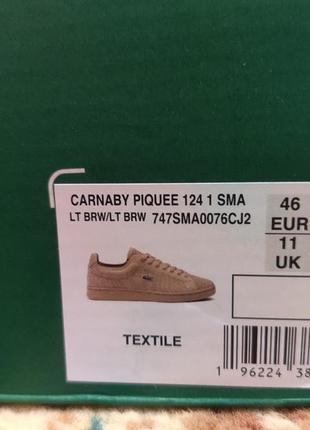 CARNABY PIQUEE 124 1 SMA
LT BRW/LT BRW 747SMA0076CJ2
46
EUR
11
UK
TEXTILE
1 96224 38